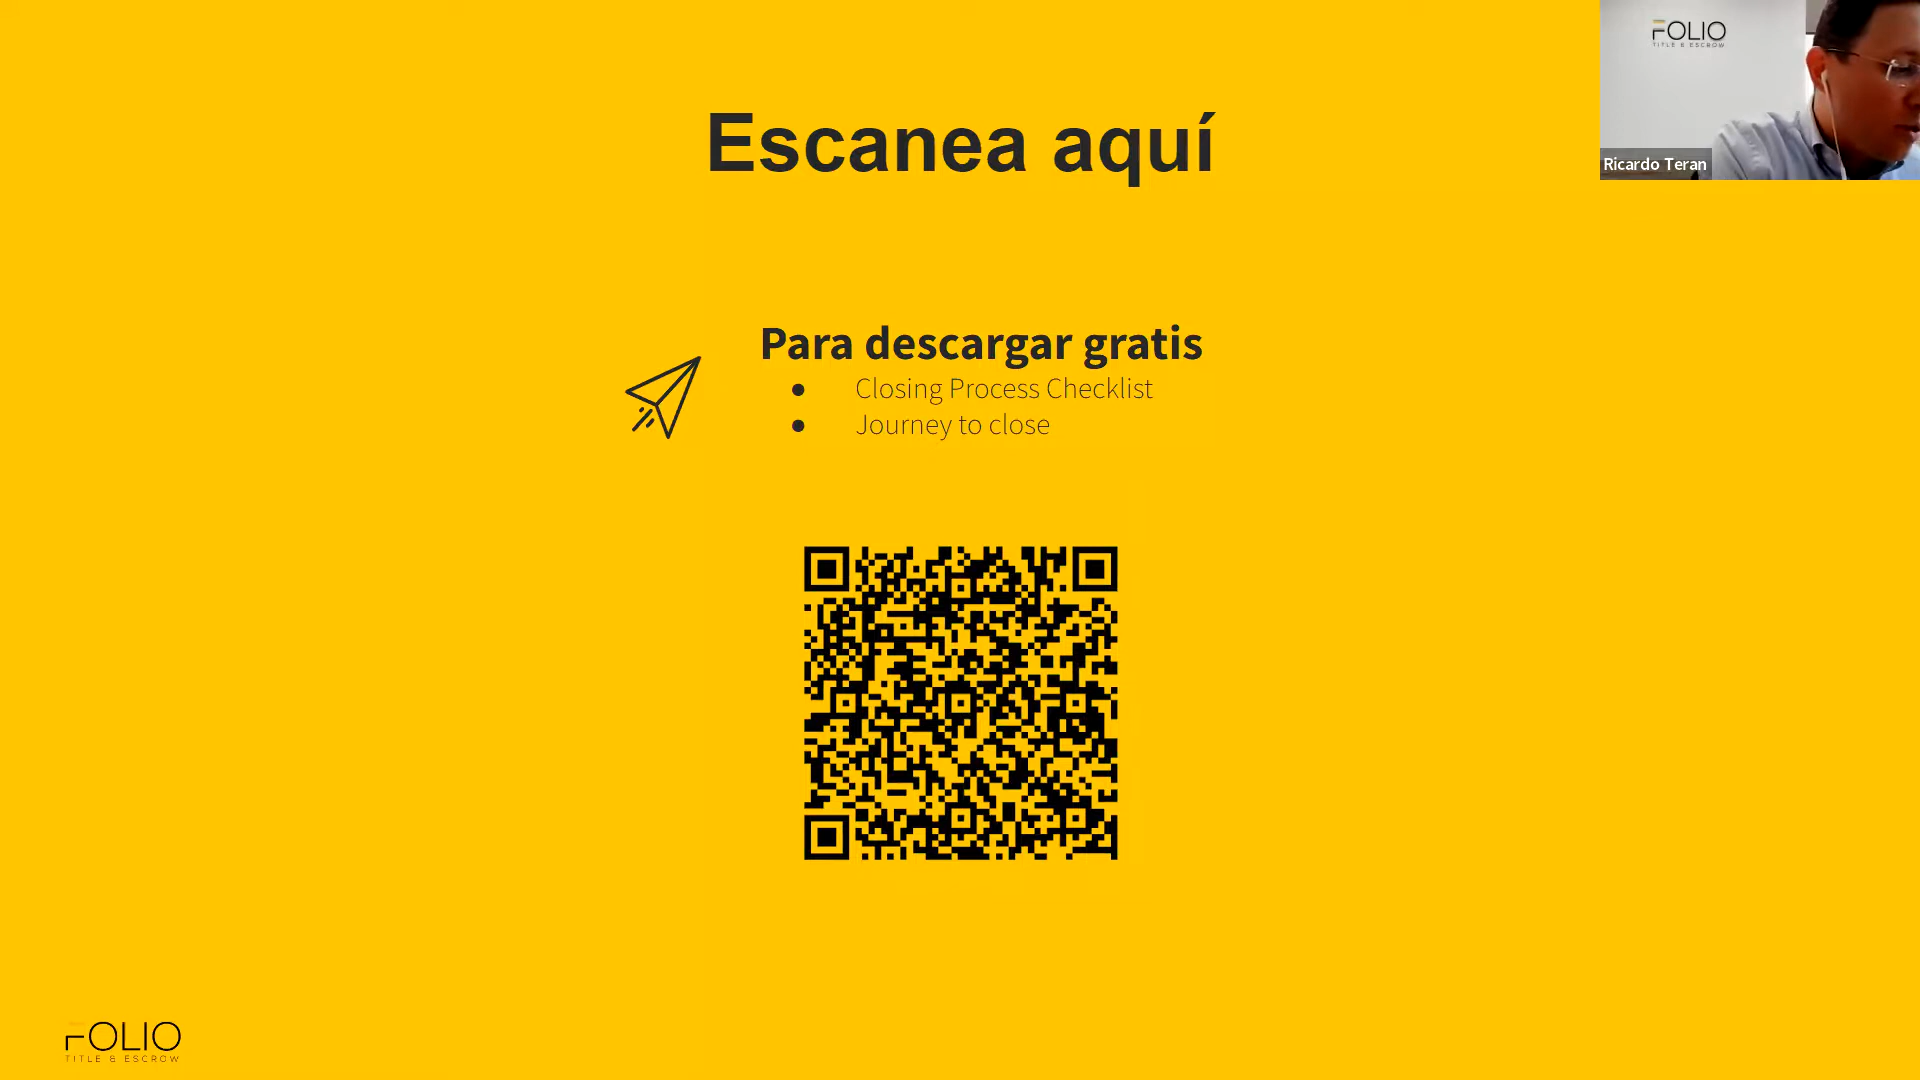 FOLIO
TITLE & ESCROW
Ricardo Teran
Escanea aquí
Para descargar gratis
● Closing Process Checklist
● Journey to close
FOLIO
TITLE & ESCROW